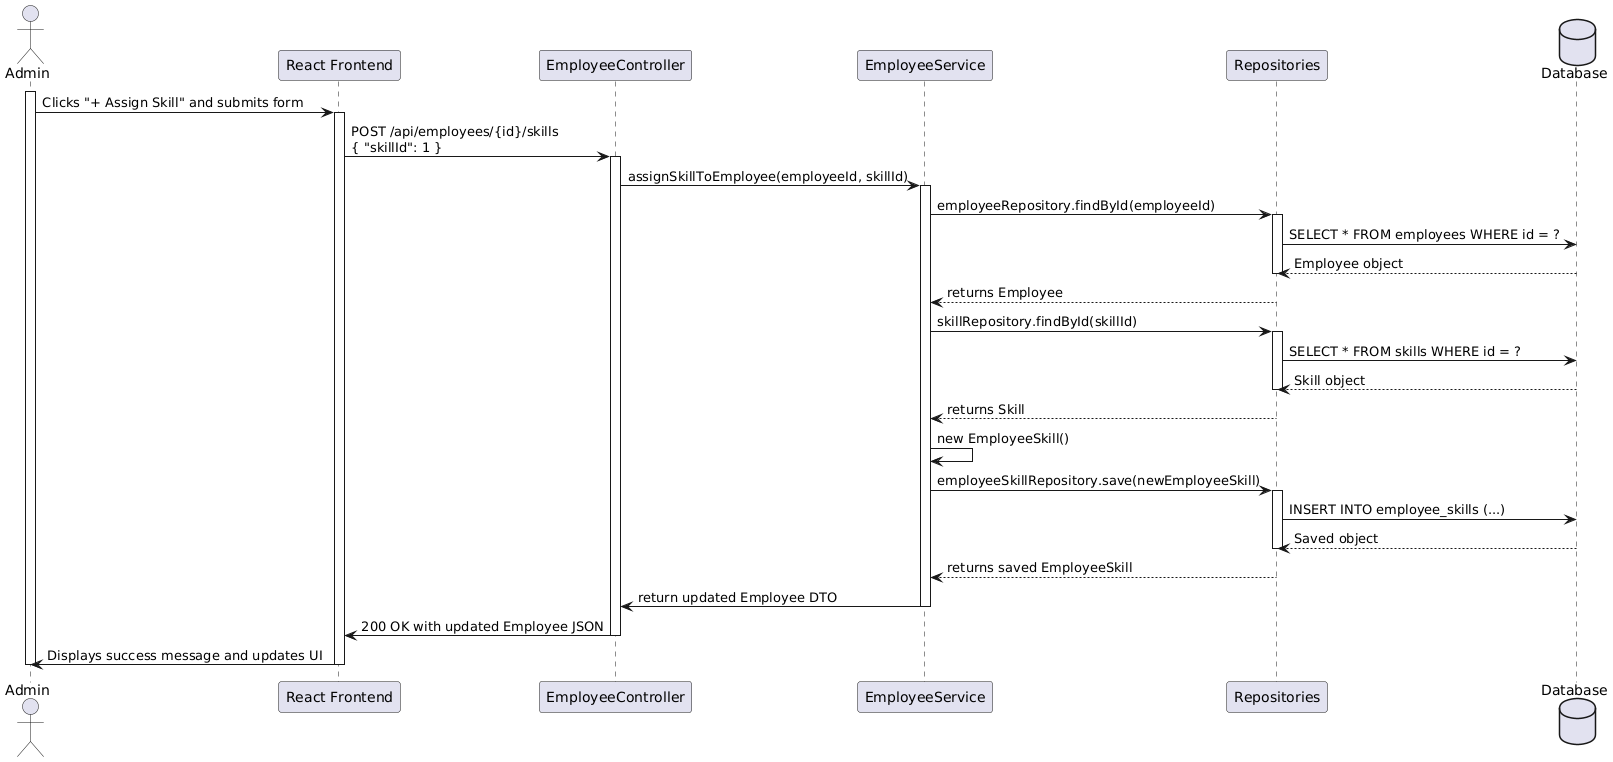 Admin
React Frontend
EmployeeController
EmployeeService
Repositories
Database
Clicks "+ Assign Skill" and submits form
POST /api/employees/{id}/skills
{ "skillId": 1 }
assignSkillToEmployee(employeeId, skillId)
employeeRepository.findById(employeeId)
SELECT * FROM employees WHERE id = ?
Employee object
returns Employee
skillRepository.findById(skillId)
SELECT * FROM skills WHERE id = ?
Skill object
returns Skill
new EmployeeSkill()
employeeSkillRepository.save(newEmployeeSkill)
INSERT INTO employee_skills (...)
Saved object
returns saved EmployeeSkill
return updated Employee DTO
200 OK with updated Employee JSON
Displays success message and updates UI
Admin
React Frontend
EmployeeController
EmployeeService
Repositories
Database